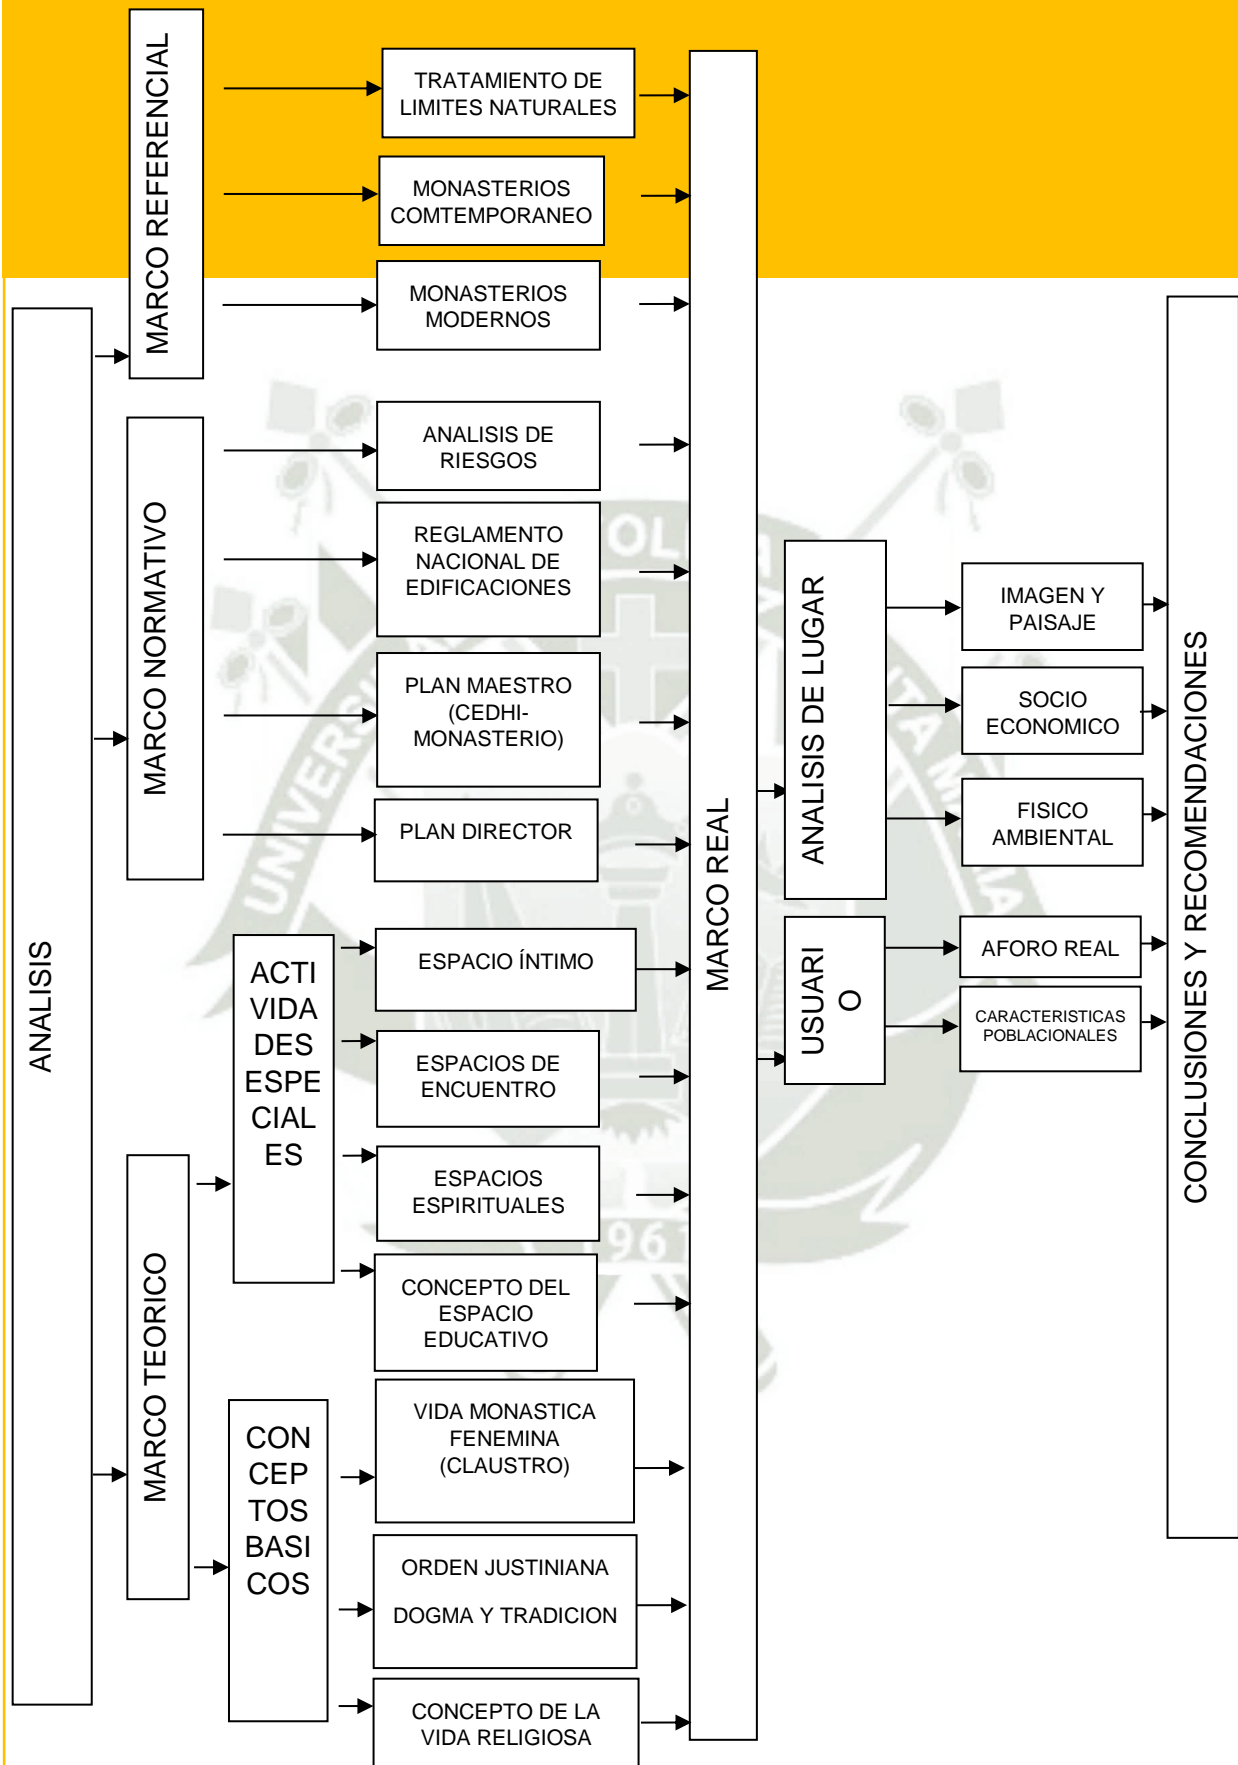 ANALISIS
MARCO REFERENCIAL
TRATAMIENTO DE
LIMITES NATURALES
MONASTERIOS
COMTEMPORANEO
MONASTERIOS
MODERNOS
MARCO NORMATIVO
ANALISIS DE
RIESGOS
REGLAMENTO
NACIONAL DE
EDIFICACIONES
PLAN MAESTRO
(CEDHI-
MONASTERIO)
PLAN DIRECTOR
MARCO TEORICO
ACTI
VIDA
DES
ESPE
CIAL
ES
ESPACIO ÍNTIMO
ESPACIOS DE
ENCUENTRO
ESPACIOS
ESPIRITUALES
CONCEPTO DEL
ESPACIO
EDUCATIVO
CON
CEP
TOS
BASI
COS
VIDA MONASTICA
FENEMINA
(CLAUSTRO)
ORDEN JUSTINIANA
DOGMA Y TRADICION
CONCEPTO DE LA
VIDA RELIGIOSA
MARCO REAL
ANALISIS DE LUGAR
IMAGEN Y
PAISAJE
SOCIO
ECONOMICO
FISICO
AMBIENTAL
USUARI
O
AFORO REAL
CARACTERISTICAS
POBLACIONALES
CONCLUSIONES Y RECOMENDACIONES